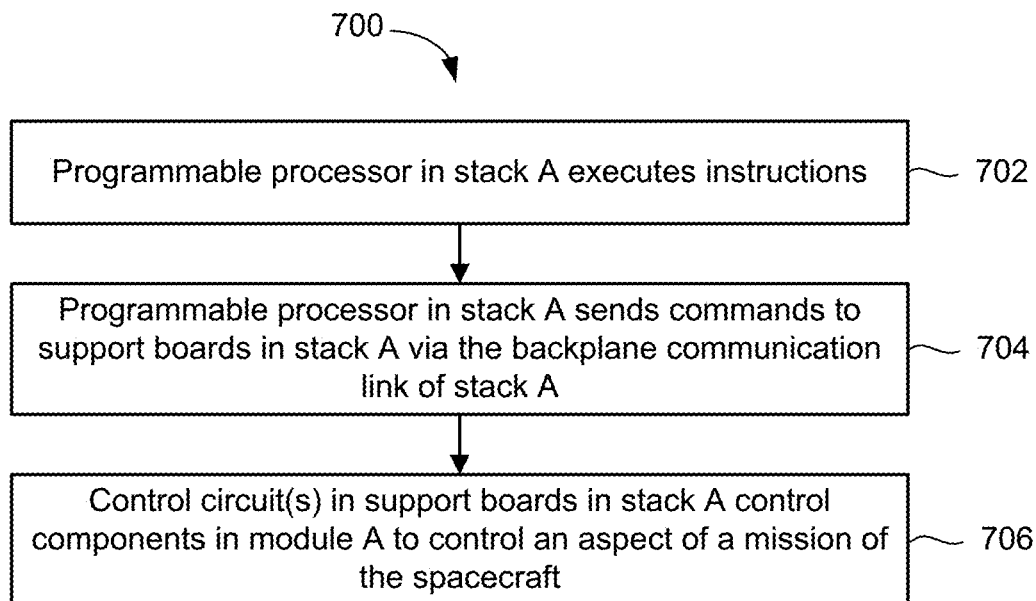 700
Programmable processor in stack A executes instructions
702
Programmable processor in stack A sends commands to
support boards in stack A via the backplane communication
link of stack A
704
Control circuit(s) in support boards in stack A control
components in module A to control an aspect of a mission of
the spacecraft
706